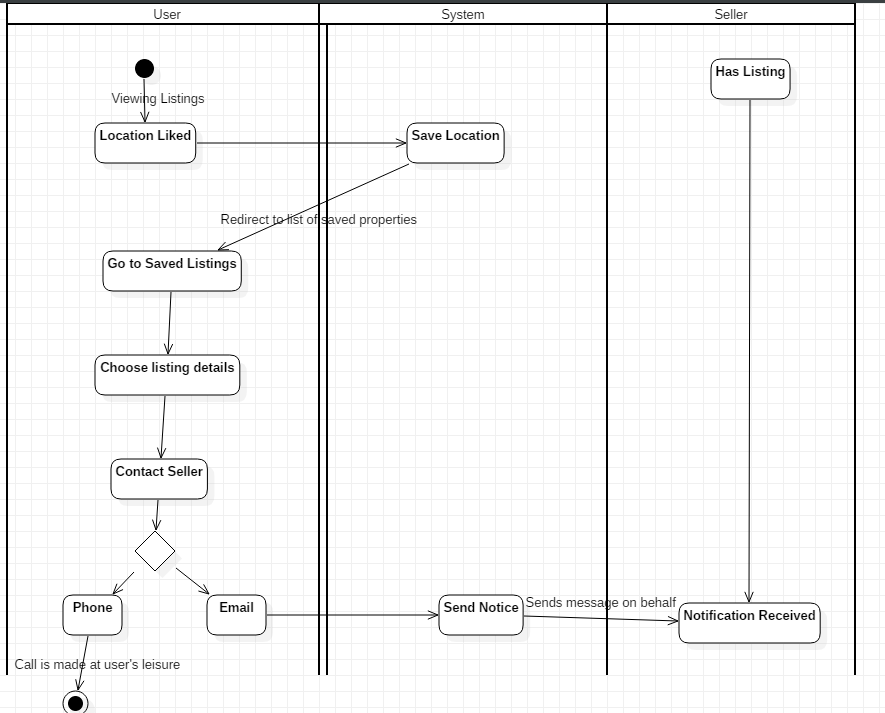 User
System
Seller
Has Listing
Viewing Listings
Location Liked
Save Location
Redirect to list of saved properties
Go to Saved Listings
Choose listing details
Contact Seller
Phone
Email
Send Notice
Sends message on behalf
Notification Received
Call is made at user's leisure